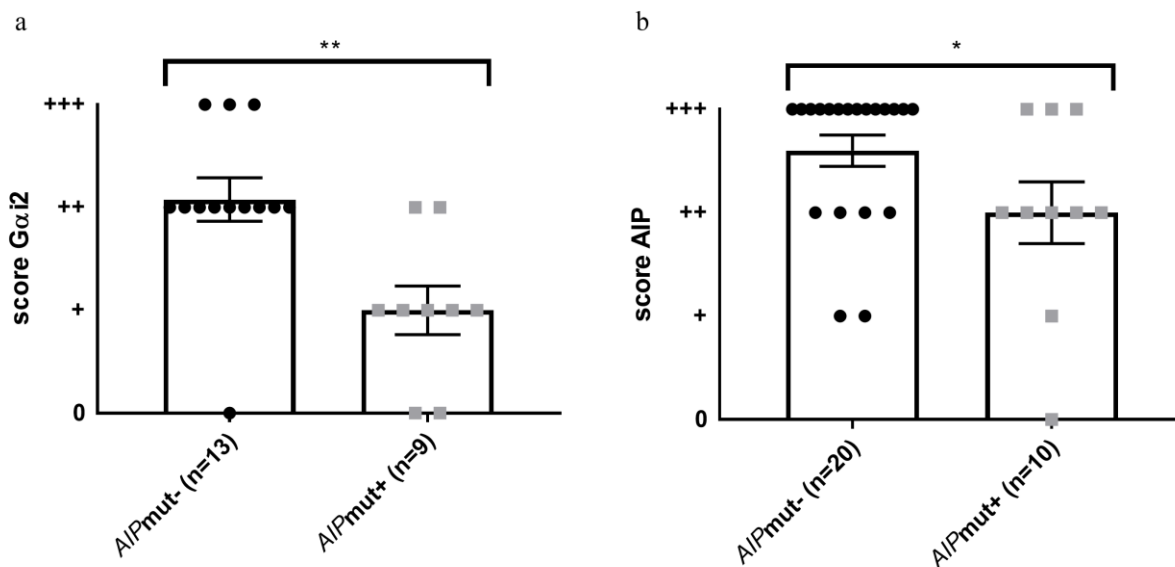 a
**
+++
++
+
0
score Gαi2
AIPmut- (n=13)
AIPmut+ (n=9)
b
*
+++
++
+
0
score AIP
AIPmut- (n=20)
AIPmut+ (n=10)